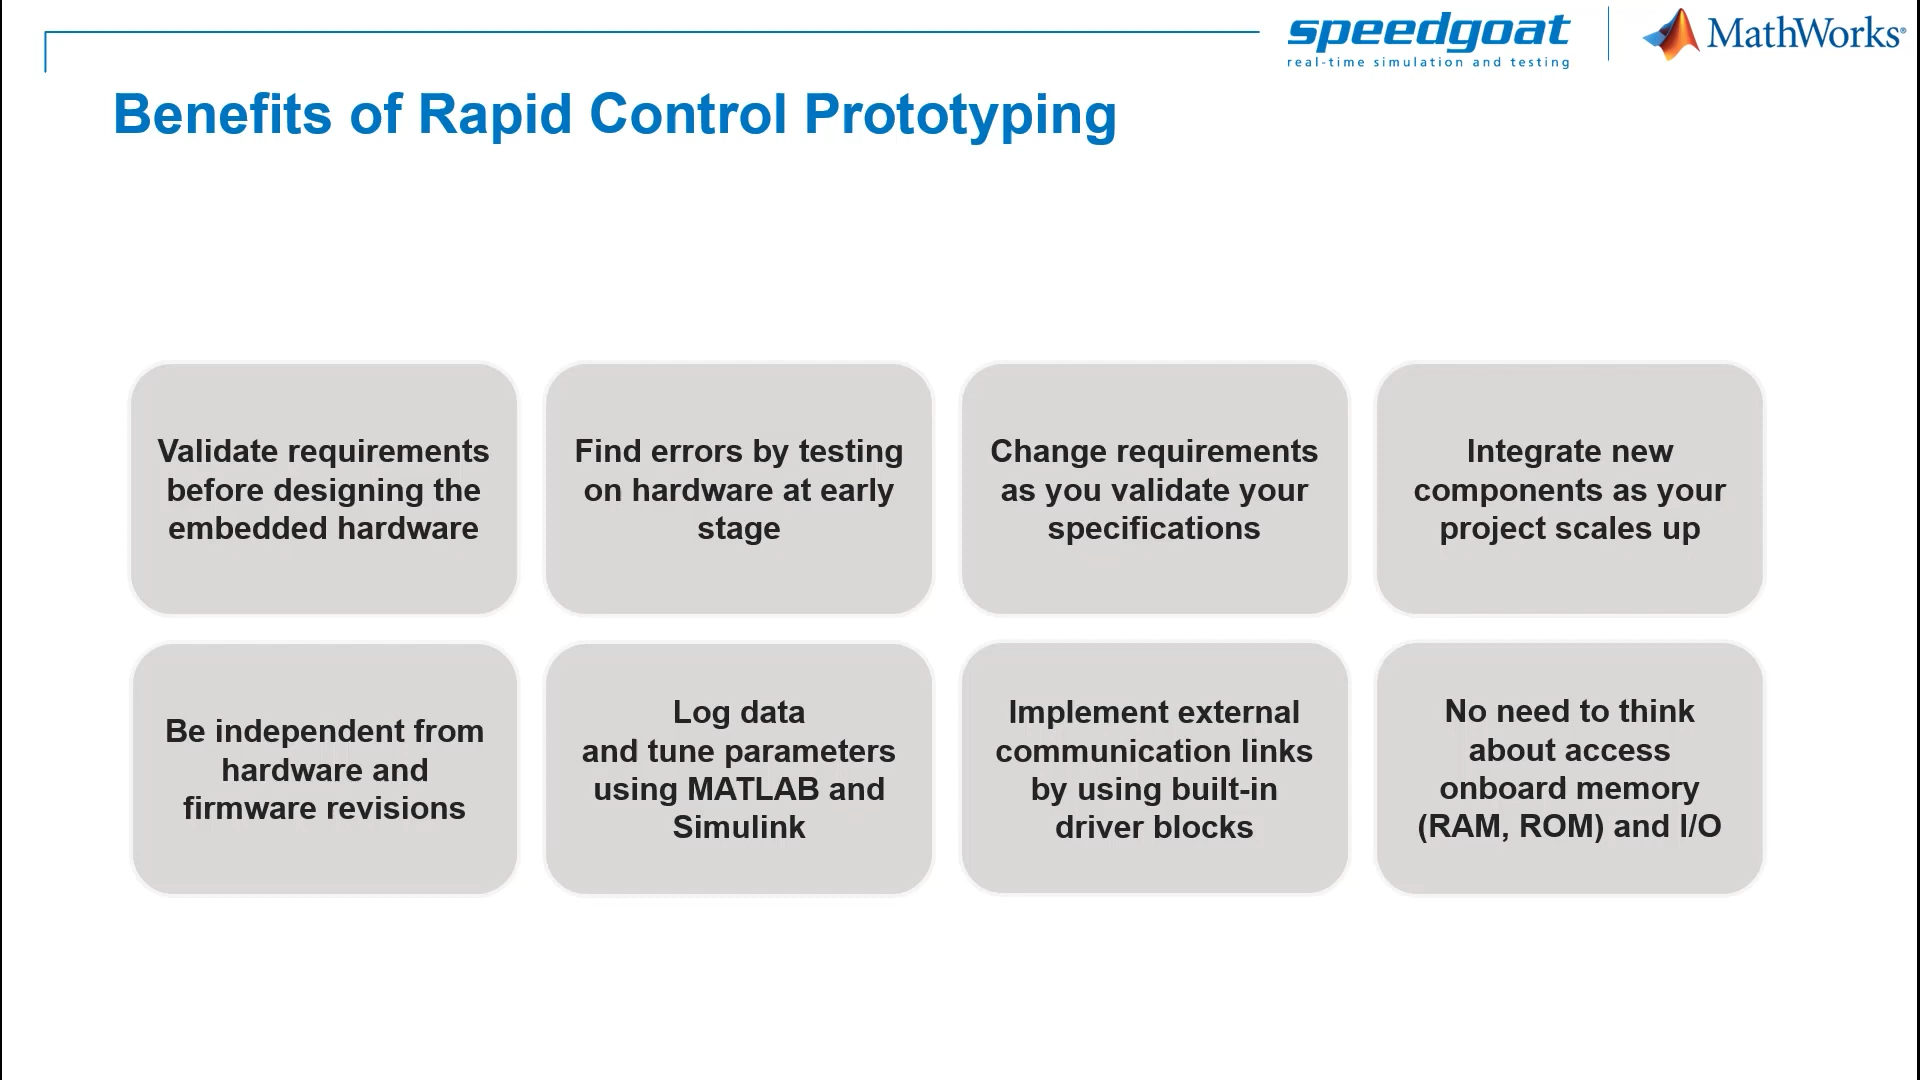 speedgoat
real-time simulation and testing
MathWorks®
Benefits of Rapid Control Prototyping
Validate requirements
before designing the
embedded hardware
Find errors by testing
on hardware at early
stage
Change requirements
as you validate your
specifications
Integrate new
components as your
project scales up
Be independent from
hardware and
firmware revisions
Log data
and tune parameters
using MATLAB and
Simulink
Implement external
communication links
by using built-in
driver blocks
No need to think
about access
onboard memory
(RAM, ROM) and I/O